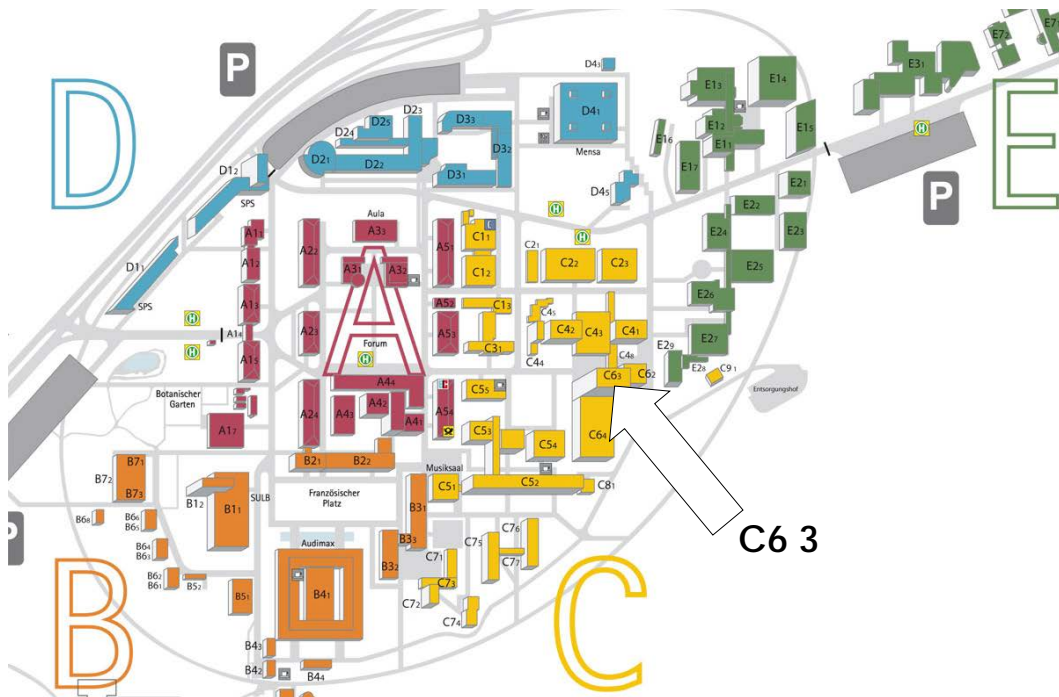 P
D
E
A
B
C
P
P
E7₂
E7
E3₁
E1₄
E1₃
E1₂
E1₁
E1₆
E1₇
E1₅
D4₃
D4₁
Mensa
D4₅
D2₃
D2₅
D2₄
D2₁
D2₂
D3₃
D3₂
D3₁
D1₂
SPS
D1₁
SPS
Aula
A3₃
A3₁
A3₂
Forum
A1₁
A1₂
A1₃
A1₄
A1₅
A1₇
A2₂
A2₃
A2₄
A5₁
A5₂
A5₃
A5₄
A4₄
A4₃
A4₂
A4₁
Botanischer
Garten
C1₁
C1₂
C1₃
C3₁
C2₁
C2₂
C2₃
C4₅
C4₂
C4₃
C4₁
C4₄
C4₈
C6₃
C6₂
C6₄
C9₁
E2₁
E2₂
E2₃
E2₄
E2₅
E2₆
E2₇
E2₈
E2₉
Entsorgungshof
C5₅
C5₃
C5₄
C5₂
C5₁
C8₁
Musiksaal
C7₁
C7₂
C7₃
C7₄
C7₅
C7₆
C7₇
C6 3
B2₁
B2₂
Französischer
Platz
B3₁
B3₃
B3₂
B7₁
B7₂
B7₃
B1₂
B1₁
SULB
B6₈
B6₆
B6₅
B6₄
B6₃
B6₂
B6₁
B5₂
B5₁
Audimax
B4₁
B4₃
B4₂
B4₄
H
H
H
H
H
H